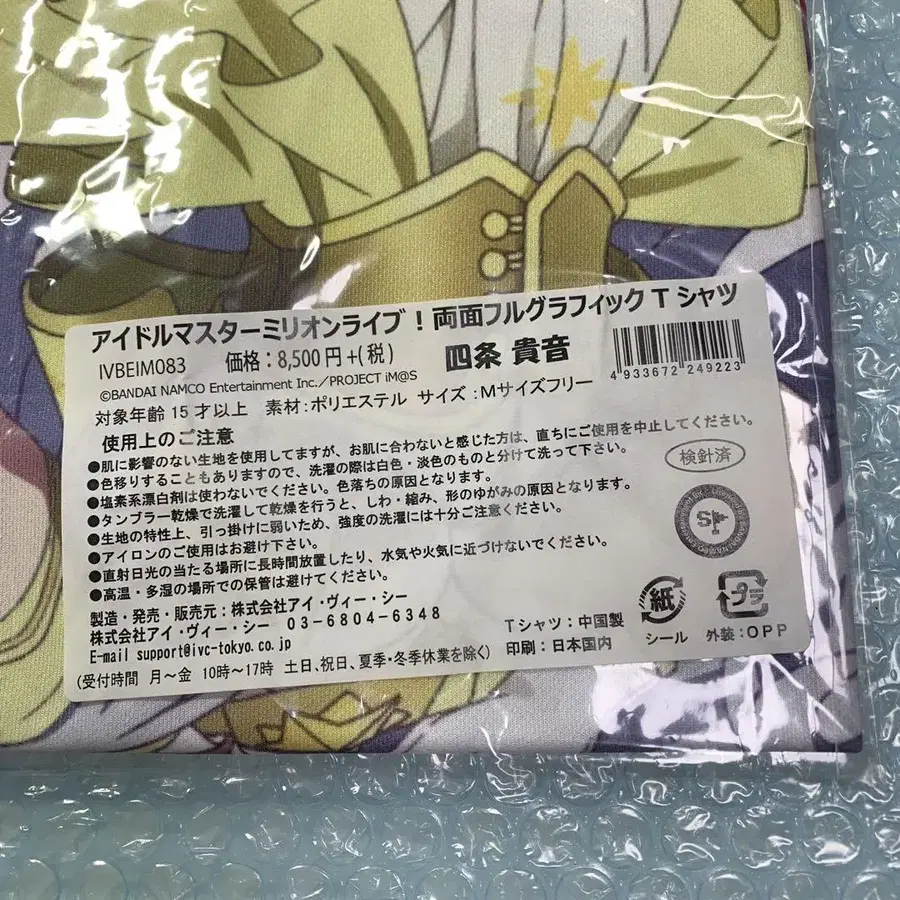 アイドルマスターミリオンライブ！両面フルグラフィックTシャツ
IVBEIM083 価格：8,500円+(税) 四条 貴音
©BANDAI NAMCO Entertainment Inc./PROJECT iM@S
4 933672 249223
対象年齢 15才以上 素材：ポリエステル サイズ：Mサイズフリー
使用上のご注意
●肌に影響のない生地を使用してますが、お肌に合わないと感じた方は、直ちにご使用を中止してください。
●色移りすることもありますので、洗濯の際は白色・淡色のものと分けて洗って下さい。
●塩素系漂白剤は使わないでください。色落ちの原因となります。
●タンブラー乾燥で洗濯して乾燥を行うと、しわ・縮み、形のゆがみの原因となります。
●生地の特性上、引っ掛けに弱いため、強度の洗濯には十分ご注意ください。
●アイロンのご使用はお避け下さい。
●直射日光の当たる場所に長時間放置したり、水気や火気に近づけないでください。
●高温・多湿の場所での保管は避けてください。
検針済
製造・発売・販売元：株式会社アイ・ヴィー・シー
株式会社アイ・ヴィー・シー 03-6804-6348
E-mail support@ivc-tokyo.co.jp
(受付時間 月～金 10時～17時 土日、祝日、夏季・冬季休業を除く)
Tシャツ：中国製
印刷：日本国内
紙
シール
プラ
外装：OPP